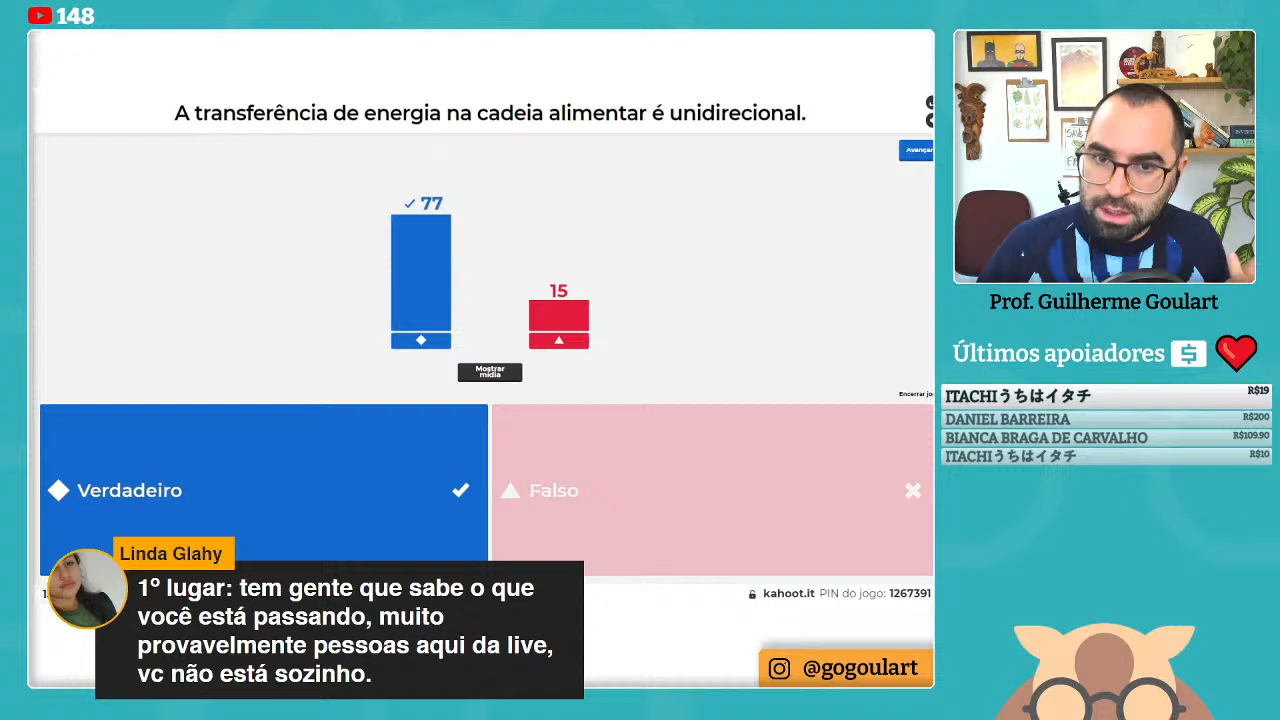 148
A transferência de energia na cadeia alimentar é unidirecional.
Avançar
77
15
Mostrar
mídia
Encerrar jo
Verdadeiro
Falso
kahoot.it PIN do jogo: 1267391
Linda Glahy
1º lugar: tem gente que sabe o que
você está passando, muito
provavelmente pessoas aqui da live,
vc não está sozinho.
@gogoulart
Prof. Guilherme Goulart
Últimos apoiadores
ITACHIうちはイタチ R$19
DANIEL BARREIRA R$200
BIANCA BRAGA DE CARVALHO R$109.90
ITACHIうちはイタチ R$10